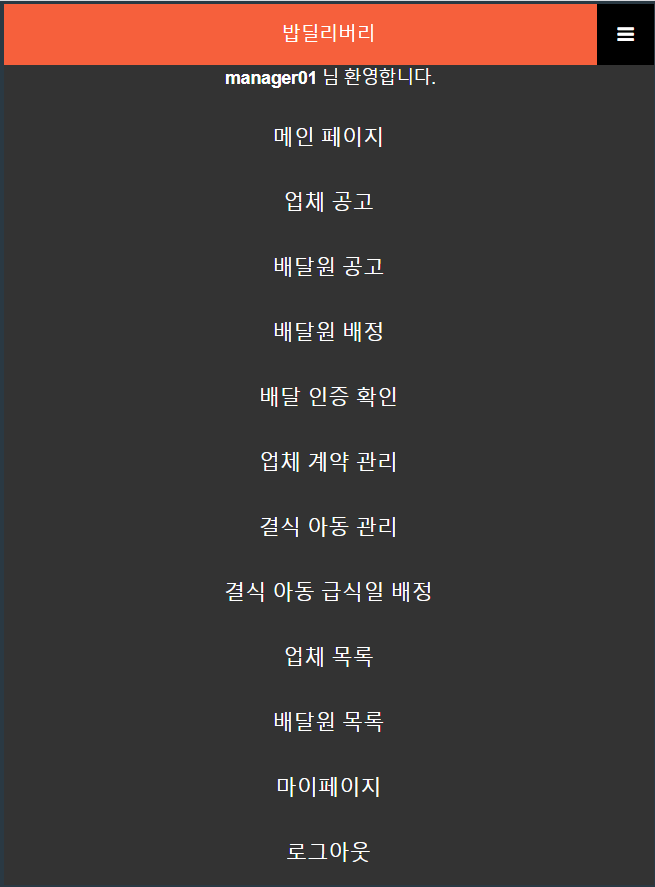 밥딜리버리
manager01 님 환영합니다.
메인 페이지
업체 공고
배달원 공고
배달원 배정
배달 인증 확인
업체 계약 관리
결식 아동 관리
결식 아동 급식일 배정
업체 목록
배달원 목록
마이페이지
로그아웃